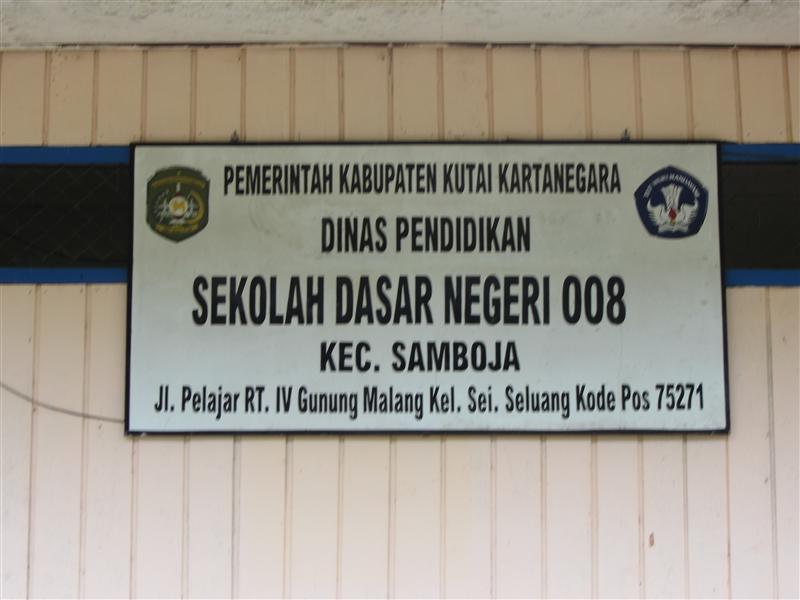 PEMERINTAH KABUPATEN KUTAI KARTANEGARA
DINAS PENDIDIKAN
SEKOLAH DASAR NEGERI 008
KEC. SAMBOJA
Jl. Pelajar RT. IV Gunung Malang Kel. Sei. Seluang Kode Pos 75271